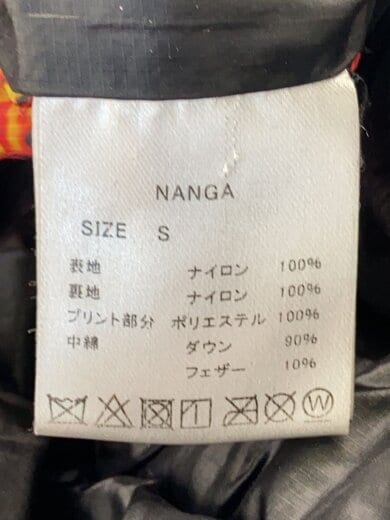 NANGA
SIZE S
表地 ナイロン 100%
裏地 ナイロン 100%
プリント部分 ポリエステル 100%
中綿 ダウン 90%
フェザー 10%
W